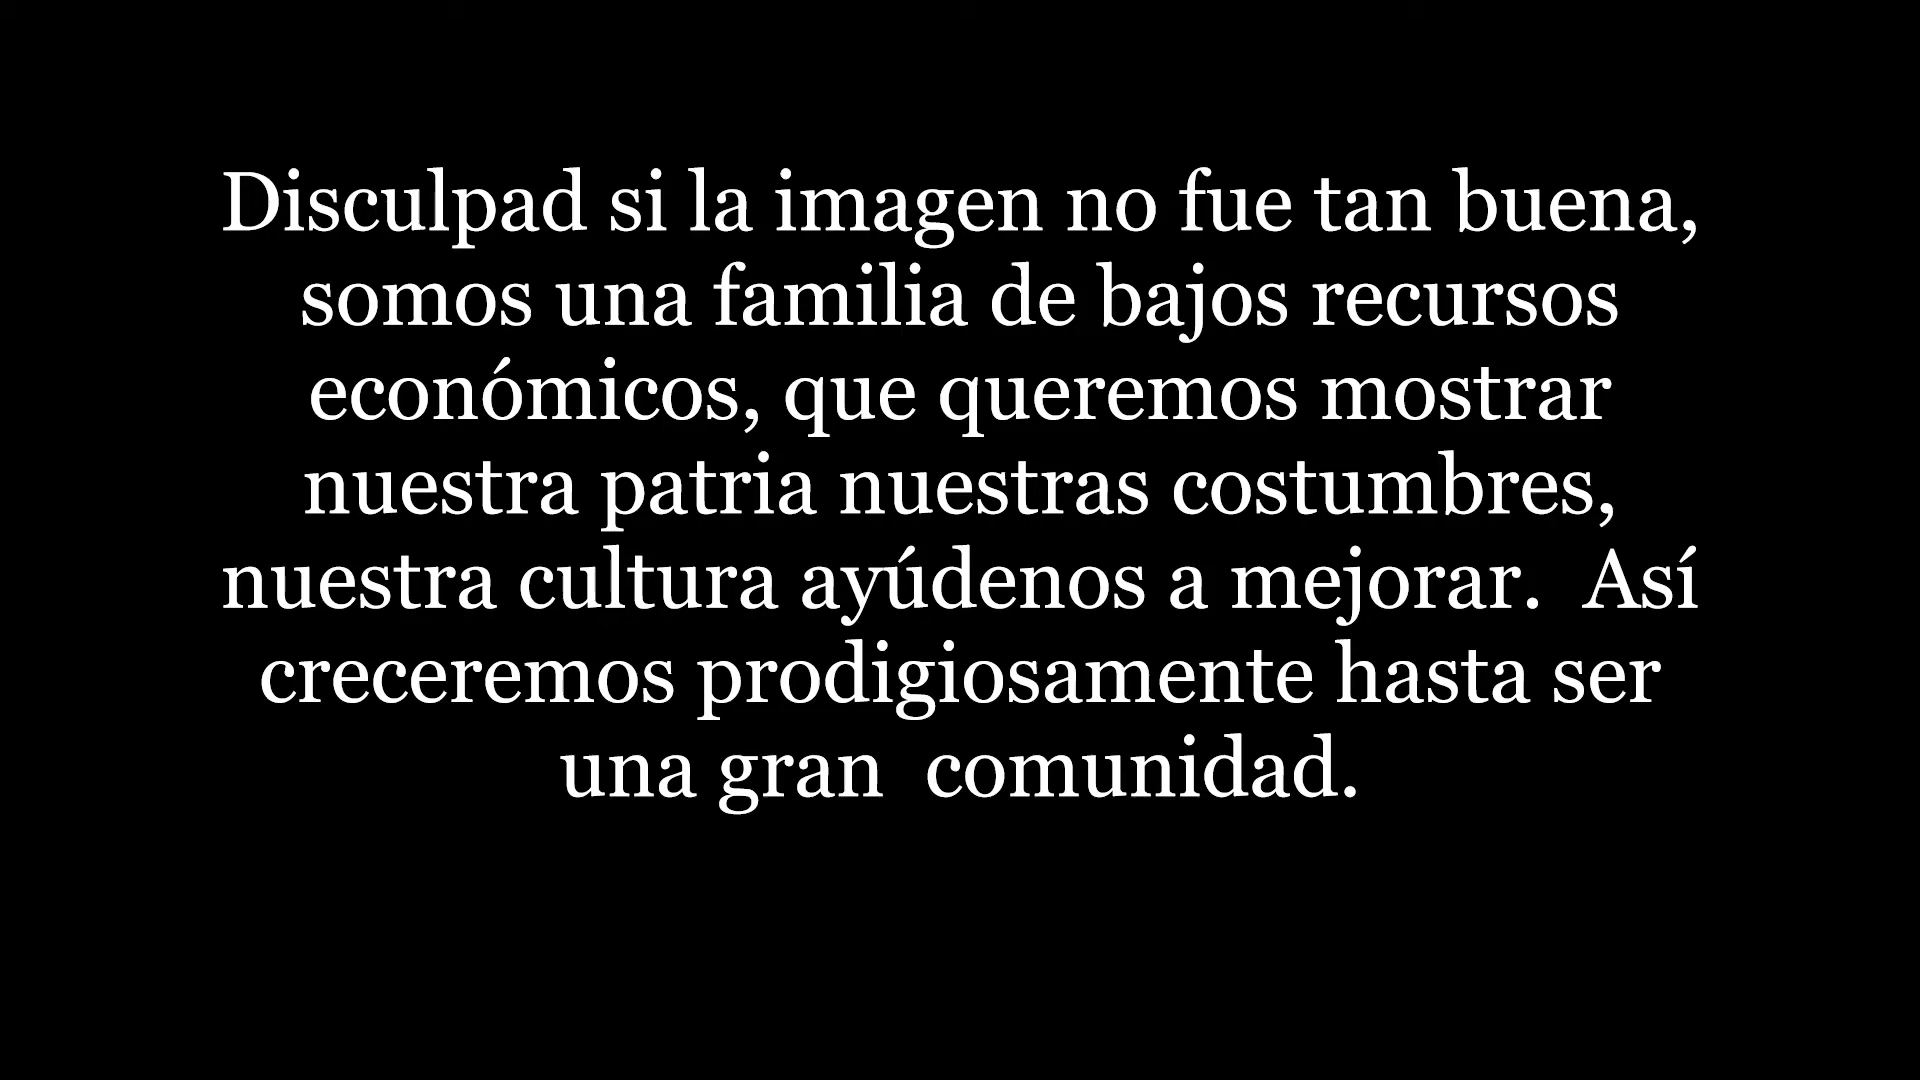 Disculpad si la imagen no fue tan buena,
somos una familia de bajos recursos
económicos, que queremos mostrar
nuestra patria nuestras costumbres,
nuestra cultura ayúdenos a mejorar.  Así
creceremos prodigiosamente hasta ser
una gran  comunidad.